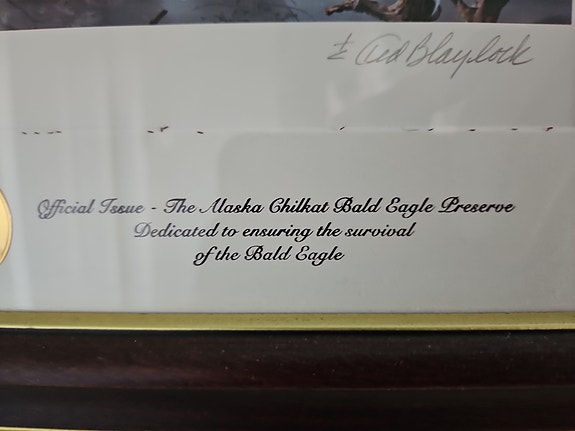 Ted Blaylock
Official Issue - The Alaska Chilkat Bald Eagle Preserve
Dedicated to ensuring the survival
of the Bald Eagle